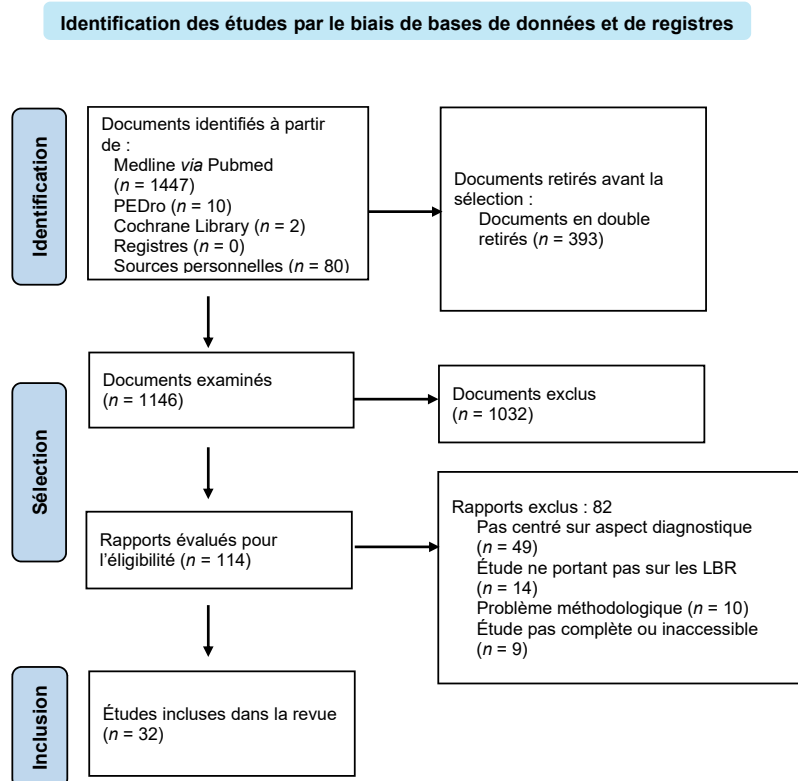 Identification des études par le biais de bases de données et de registres
Identification
Documents identifiés à partir
de :
Medline via Pubmed
(n = 1447)
PEDro (n = 10)
Cochrane Library (n = 2)
Registres (n = 0)
Sources personnelles (n = 80)
Documents retirés avant la
sélection :
Documents en double
retirés (n = 393)
Sélection
Documents examinés
(n = 1146)
Documents exclus
(n = 1032)
Rapports évalués pour
l'éligibilité (n = 114)
Rapports exclus : 82
Pas centré sur aspect diagnostique
(n = 49)
Étude ne portant pas sur les LBR
(n = 14)
Problème méthodologique (n = 10)
Étude pas complète ou inaccessible
(n = 9)
Inclusion
Études incluses dans la revue
(n = 32)